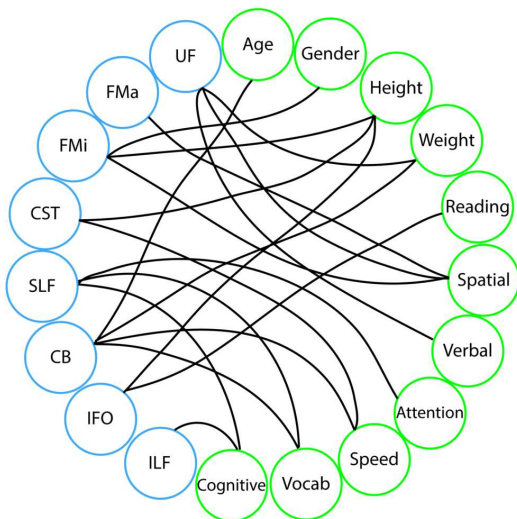 UF
Age
Gender
Height
Weight
Reading
Spatial
Verbal
Attention
Speed
Vocab
Cognitive
ILF
IFO
CB
SLF
CST
FMi
FMa